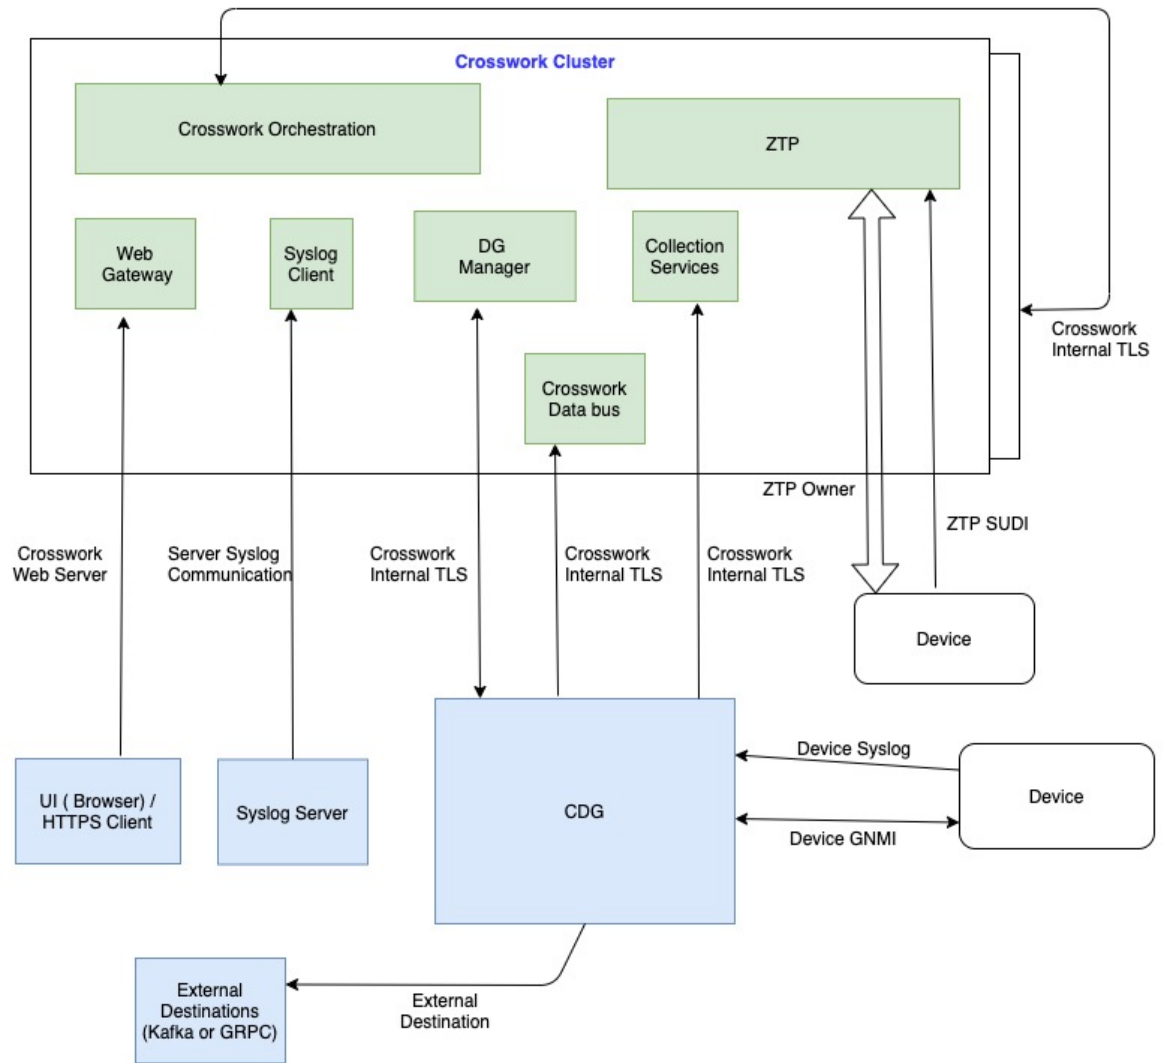 Crosswork Cluster
Crosswork Orchestration
ZTP
Web
Gateway
Syslog
Client
DG
Manager
Collection
Services
Crosswork
Internal TLS
Crosswork
Data bus
ZTP Owner
ZTP SUDI
Crosswork
Web Server
Server Syslog
Communication
Crosswork
Internal TLS
Crosswork
Internal TLS
Crosswork
Internal TLS
Device
Device Syslog
Device
Device GNMI
UI ( Browser) /
HTTPS Client
Syslog Server
CDG
External
Destinations
(Kafka or GRPC)
External
Destination